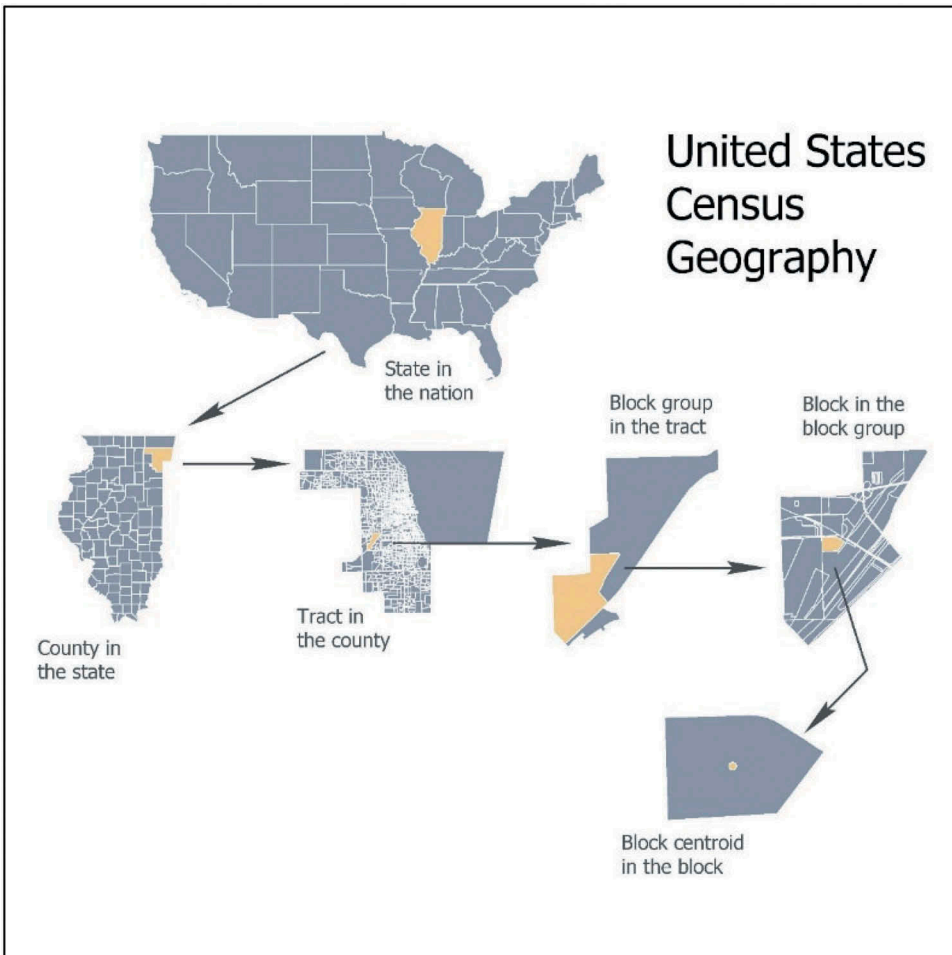 United States
Census
Geography
State in
the nation
Block group
in the tract
Block in the
block group
County in
the state
Tract in
the county
Block centroid
in the block